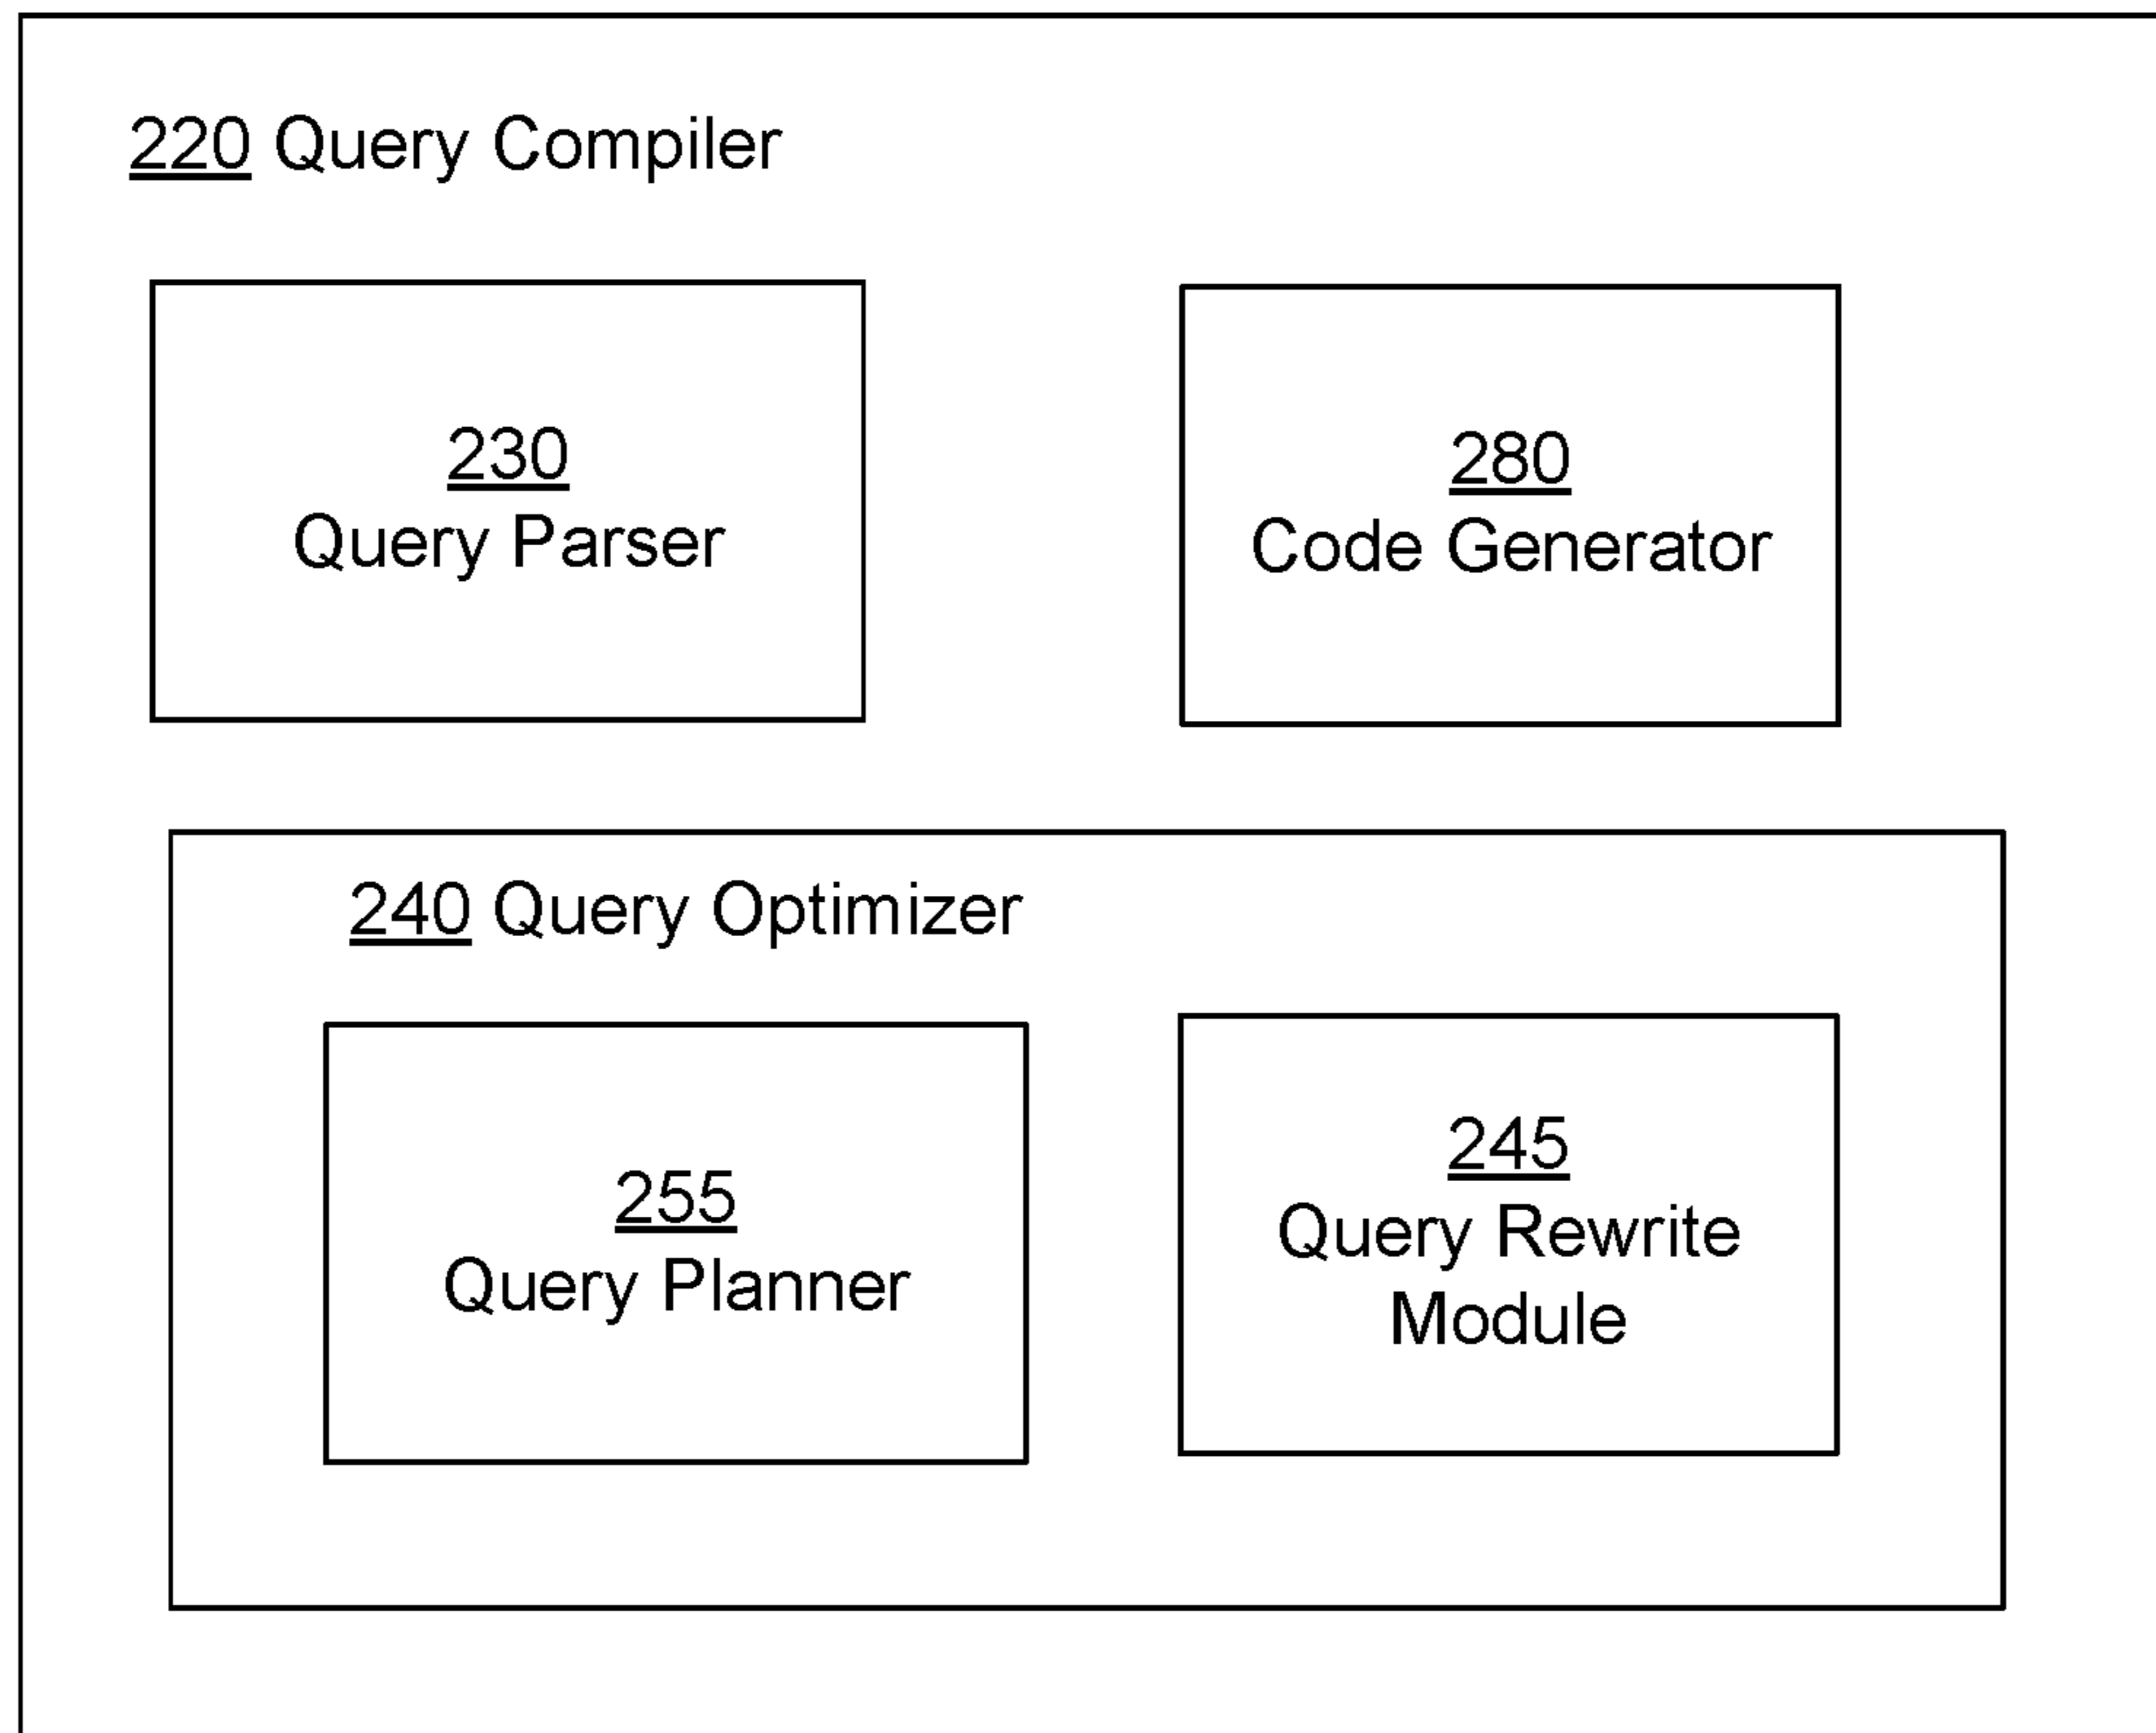 220 Query Compiler
230
Query Parser
280
Code Generator
240 Query Optimizer
255
Query Planner
245
Query Rewrite
Module